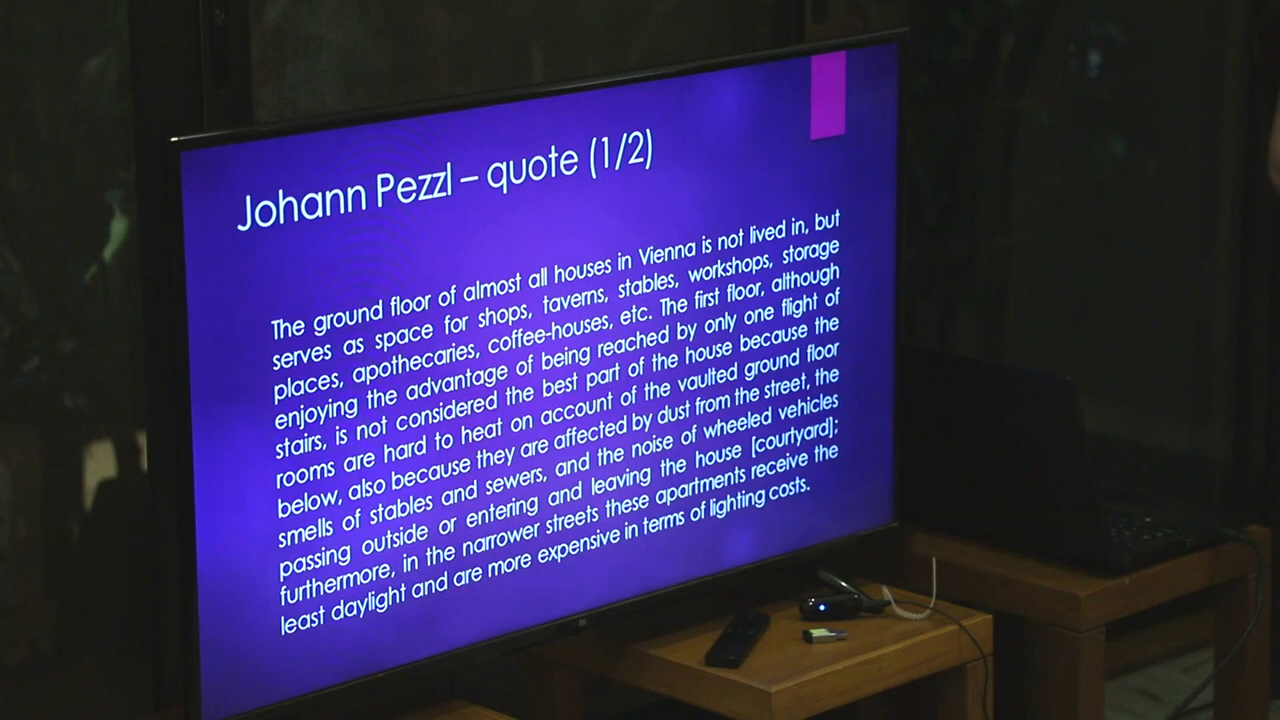 Johann Pezzl – quote (1/2)
The ground floor of almost all houses in Vienna is not lived in, but
serves as space for shops, taverns, stables, workshops, storage
places, apothecaries, coffee-houses, etc. The first floor, although
enjoying the advantage of being reached by only one flight of
stairs, is not considered the best part of the house because the
rooms are hard to heat on account of the vaulted ground floor
below, also because they are affected by dust from the street, the
smells of stables and sewers, and the noise of wheeled vehicles
passing outside or entering and leaving the house [courtyard];
furthermore, in the narrower streets these apartments receive the
least daylight and are more expensive in terms of lighting costs.